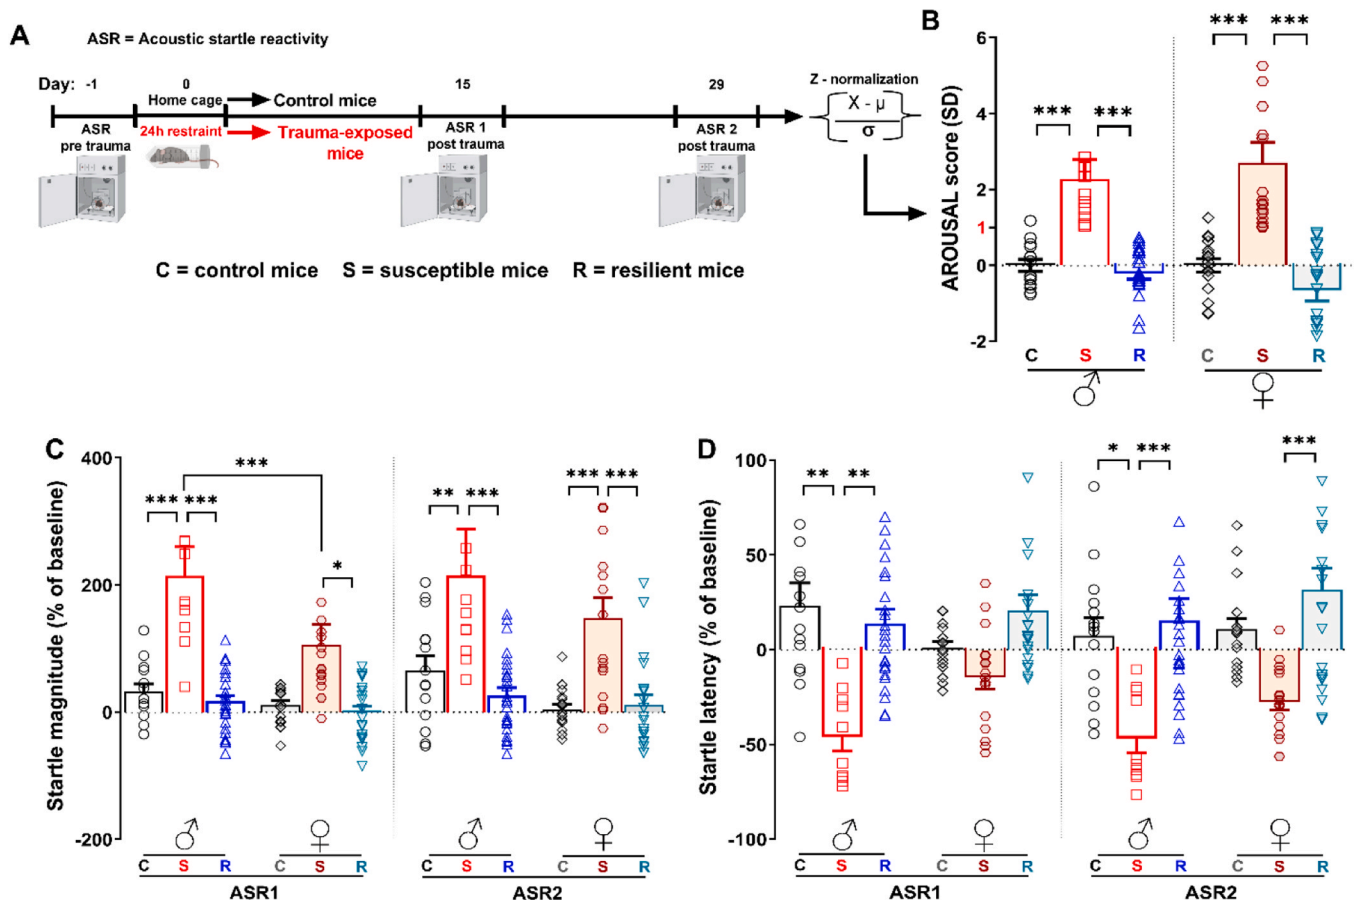 A
ASR = Acoustic startle reactivity
Day: -1 0 15 29
Home cage Control mice
24h restraint Trauma-exposed
mice
ASR
pre trauma
ASR 1
post trauma
ASR 2
post trauma
Z - normalization
X - μ
σ
C = control mice S = susceptible mice R = resilient mice
B
AROUSAL score (SD)
6
4
2
1
0
-2
*** *** *** ***
C S R C S R
♂ ♀
C
Startle magnitude (% of baseline)
400
200
0
-200
***
*** *** * ** *** *** ***
♂ ♀ ♂ ♀
C S R C S R C S R C S R
ASR1 ASR2
D
Startle latency (% of baseline)
100
50
0
-50
-100
** ** * *** ***
♂ ♀ ♂ ♀
C S R C S R C S R C S R
ASR1 ASR2